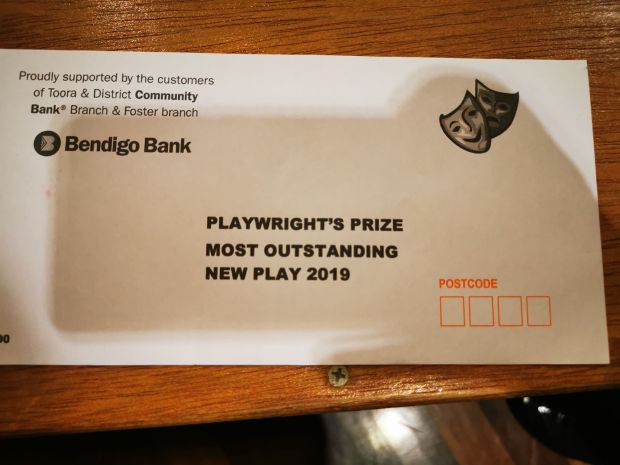 Proudly supported by the customers
of Toora & District Community
Bank® Branch & Foster branch
Bendigo Bank
PLAYWRIGHT'S PRIZE
MOST OUTSTANDING
NEW PLAY 2019
POSTCODE
00